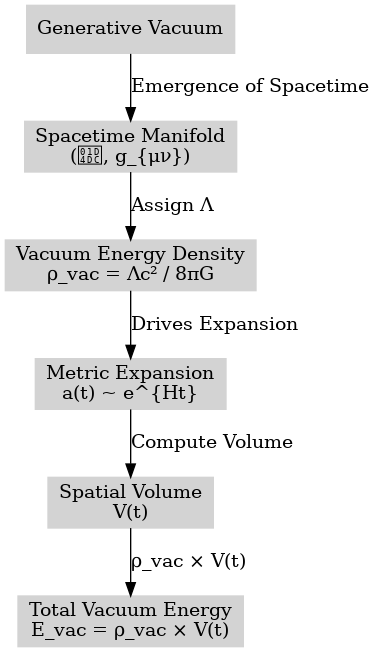 Generative Vacuum
Emergence of Spacetime
Spacetime Manifold
(𝓜, g_{μν})
Assign Λ
Vacuum Energy Density
ρ_vac = Λc² / 8πG
Drives Expansion
Metric Expansion
a(t) ~ e^{Ht}
Compute Volume
Spatial Volume
V(t)
ρ_vac × V(t)
Total Vacuum Energy
E_vac = ρ_vac × V(t)